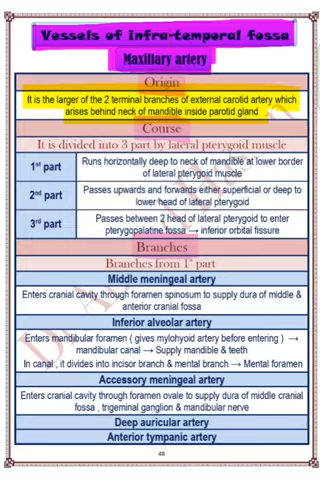 Vessels of infra-temporal fossa
Maxillary artery
Origin
It is the larger of the 2 terminal branches of external carotid artery which
arises behind neck of mandible inside parotid gland
Course
It is divided into 3 part by lateral pterygoid muscle
1st part
Runs horizontally deep to neck of mandible at lower border
of lateral pterygoid muscle
2nd part
Passes upwards and forwards either superficial or deep to
lower head of lateral pterygoid
3rd part
Passes between 2 head of lateral pterygoid to enter
pterygopalatine fossa → inferior orbital fissure
Branches
Branches from 1st part
Middle meningeal artery
Enters cranial cavity through foramen spinosum to supply dura of middle &
anterior cranial fossa
Inferior alveolar artery
Enters mandibular foramen ( gives mylohyoid artery before entering ) →
mandibular canal → Supply mandible & teeth
In canal , it divides into incisor branch & mental branch → Mental foramen
Accessory meningeal artery
Enters cranial cavity through foramen ovale to supply dura of middle cranial
fossa , trigeminal ganglion & mandibular nerve
Deep auricular artery
Anterior tympanic artery
48